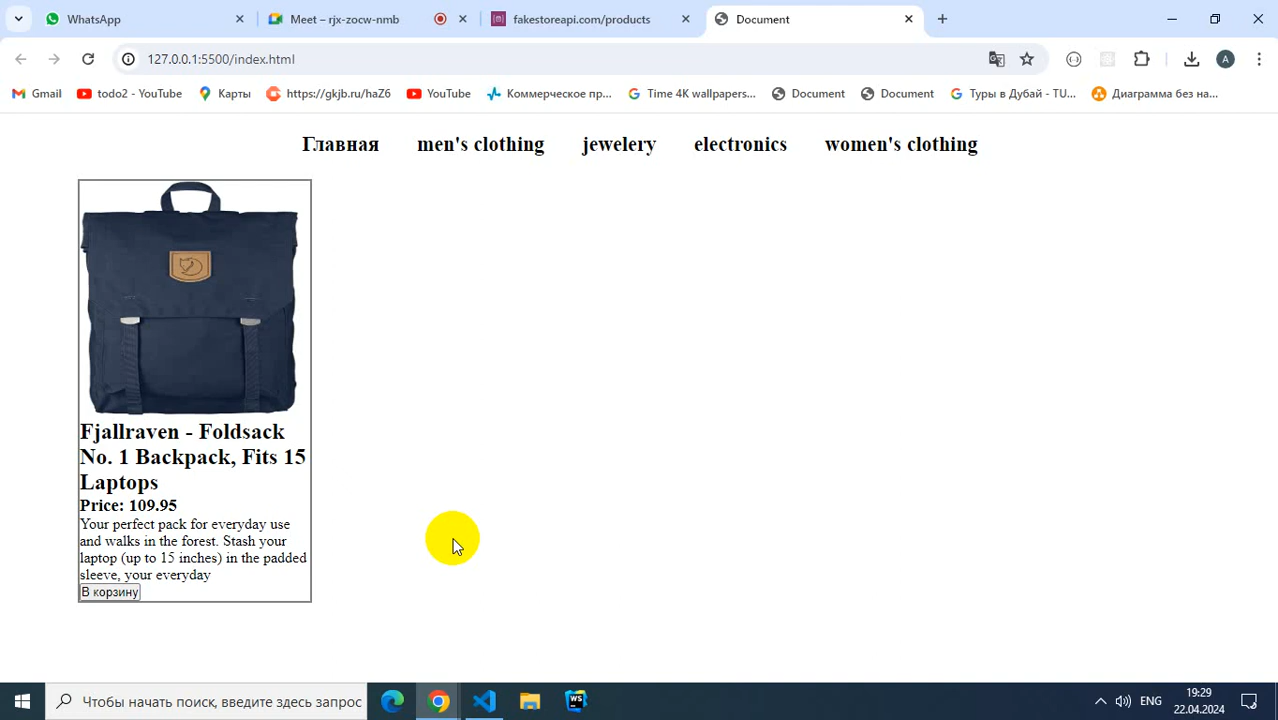 WhatsApp
Meet – rjx-zocw-nmb
fakestoreapi.com/products
Document
127.0.0.1:5500/index.html
A
Gmail
todo2 - YouTube
Карты
https://gkjb.ru/haZ6
YouTube
Коммерческое пр...
Time 4K wallpapers...
Document
Document
Туры в Дубай - TU...
Диаграмма без на...
Главная
men's clothing
jewelery
electronics
women's clothing
Fjallraven - Foldsack
No. 1 Backpack, Fits 15
Laptops
Price: 109.95
Your perfect pack for everyday use
and walks in the forest. Stash your
laptop (up to 15 inches) in the padded
sleeve, your everyday
В корзину
Чтобы начать поиск, введите здесь запрос
WS
ENG
19:29
22.04.2024